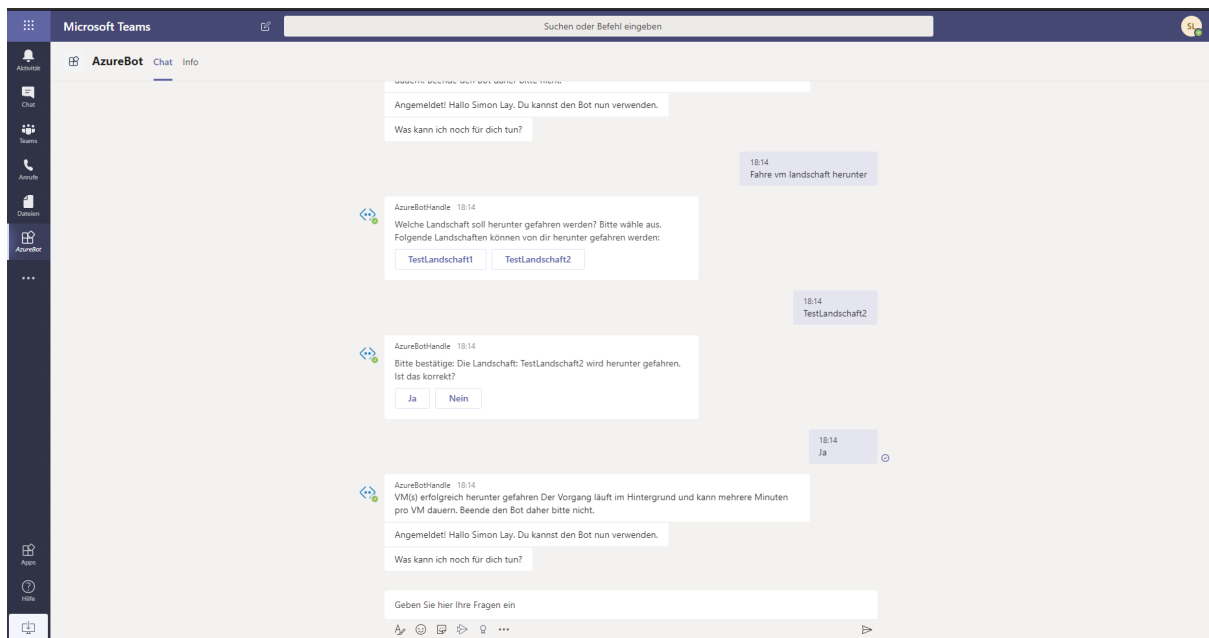 Microsoft Teams
Suchen oder Befehl eingeben
SL
Aktivität
Chat
Teams
Anrufe
Dateien
AzureBot
Apps
Hilfe
AzureBot Chat Info
dauern. Beende den Bot daher bitte nicht.
Angemeldet! Hallo Simon Lay. Du kannst den Bot nun verwenden.
Was kann ich noch für dich tun?
18:14
Fahre vm landschaft herunter
AzureBotHandle 18:14
Welche Landschaft soll herunter gefahren werden? Bitte wähle aus.
Folgende Landschaften können von dir herunter gefahren werden:
TestLandschaft1 TestLandschaft2
18:14
TestLandschaft2
AzureBotHandle 18:14
Bitte bestätige: Die Landschaft: TestLandschaft2 wird herunter gefahren.
Ist das korrekt?
Ja Nein
18:14
Ja
AzureBotHandle 18:14
VM(s) erfolgreich herunter gefahren Der Vorgang läuft im Hintergrund und kann mehrere Minuten
pro VM dauern. Beende den Bot daher bitte nicht.
Angemeldet! Hallo Simon Lay. Du kannst den Bot nun verwenden.
Was kann ich noch für dich tun?
Geben Sie hier Ihre Fragen ein